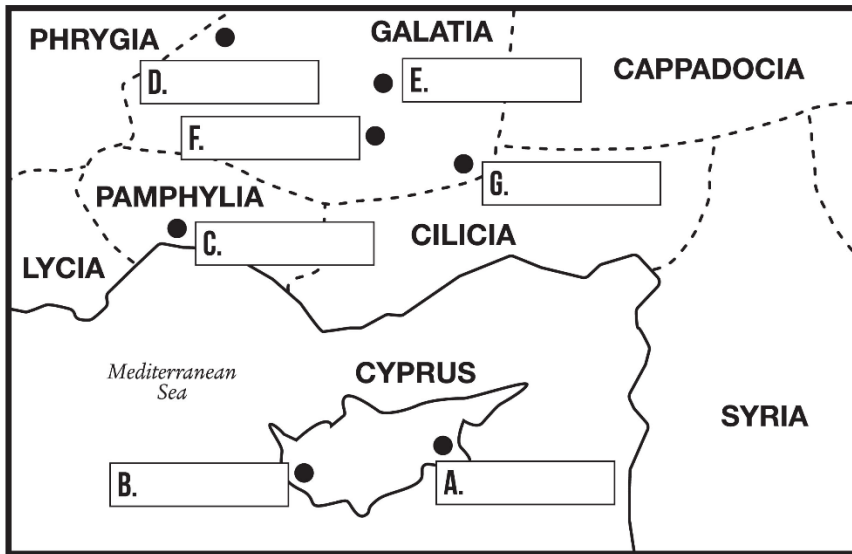 PHRYGIA
GALATIA
CAPPADOCIA
D.
E.
F.
G.
PAMPHYLIA
C.
CILICIA
LYCIA
Mediterranean
Sea
CYPRUS
SYRIA
B.
A.